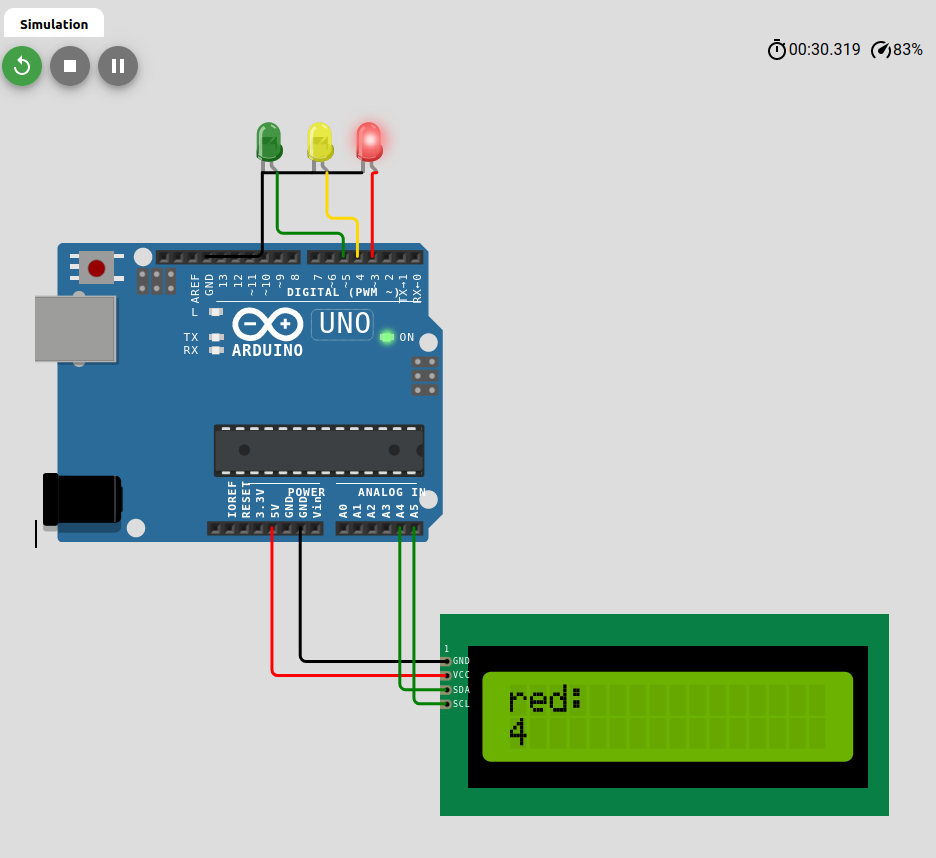 Simulation
00:30.319 83%
AREF GND 13 12 ~11 ~10 ~9 8 7 ~6 ~5 4 ~3 2 TX→1 RX←0
DIGITAL (PWM ~)
L
UNO
TX
ON
RX
ARDUINO
POWER
ANALOG IN
IOREF RESET 3.3V 5V GND GND Vin A0 A1 A2 A3 A4 A5
1
GND
VCC
SDA
SCL
red:
4